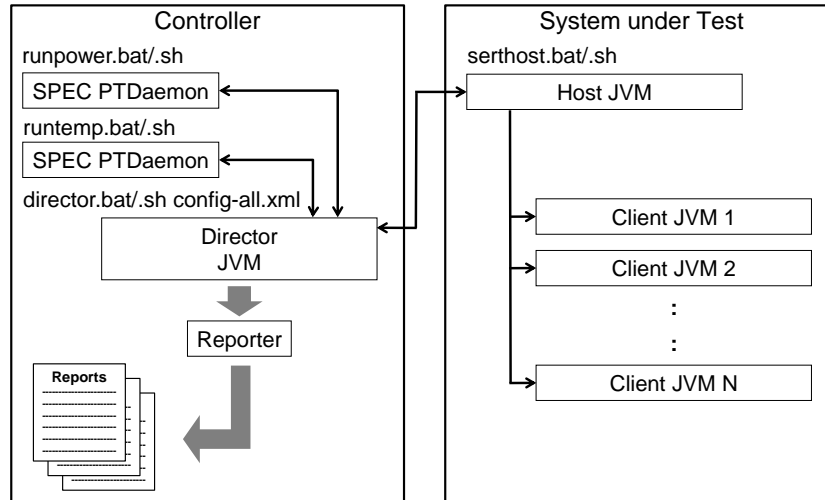 Controller
runpower.bat/.sh
SPEC PTDaemon
runtemp.bat/.sh
SPEC PTDaemon
director.bat/.sh config-all.xml
Director
JVM
Reporter
Reports
System under Test
serthost.bat/.sh
Host JVM
Client JVM 1
Client JVM 2
:
:
Client JVM N